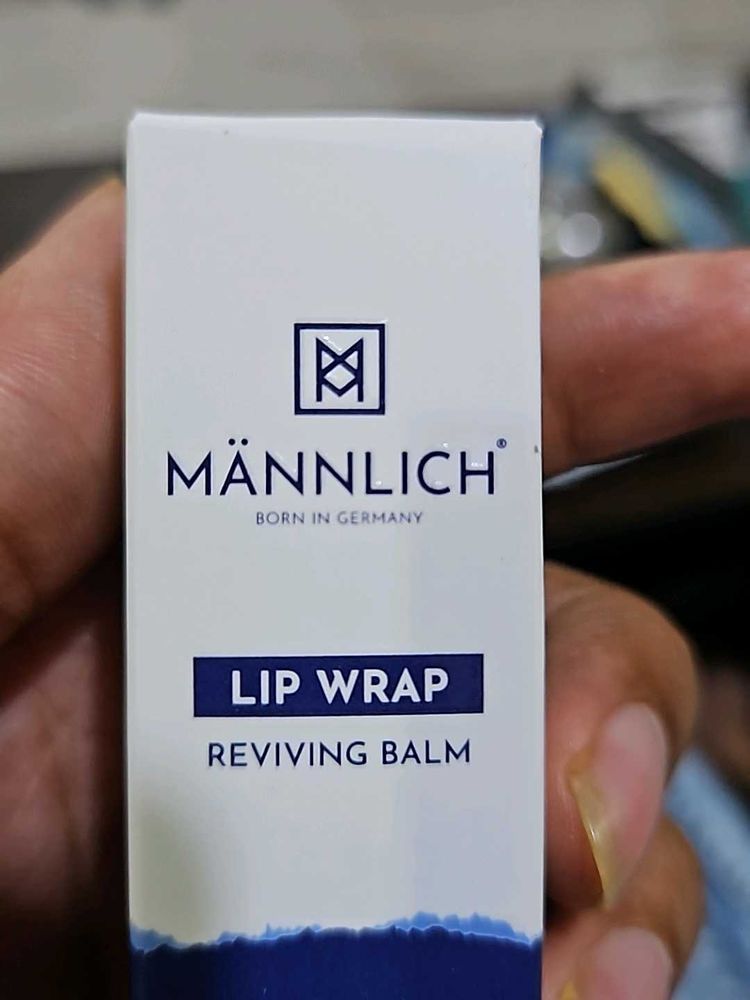 MÄNNLICH®
BORN IN GERMANY
LIP WRAP
REVIVING BALM